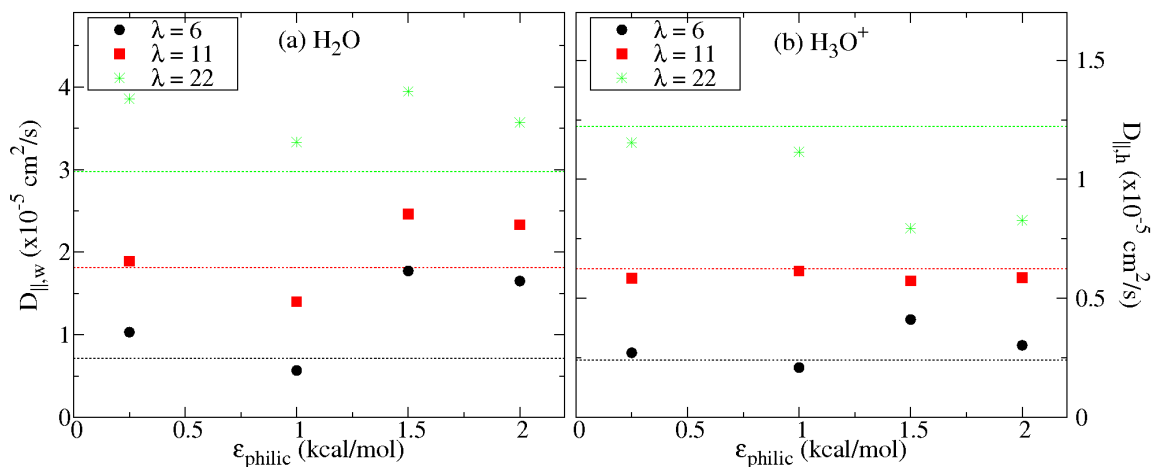 (a) H₂O
λ = 6
λ = 11
λ = 22
D||,w (x10⁻⁵ cm²/s)
4
3
2
1
0
0 0.5 1 1.5 2
εphilic (kcal/mol)
(b) H₃O⁺
λ = 6
λ = 11
λ = 22
D||,h (x10⁻⁵ cm²/s)
1.5
1
0.5
0
0 0.5 1 1.5 2
εphilic (kcal/mol)